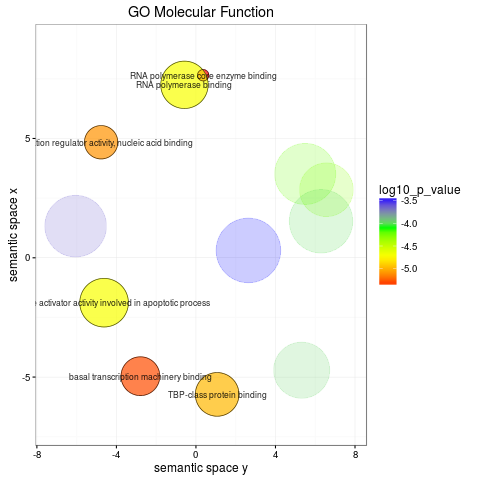 GO Molecular Function
RNA polymerase core enzyme binding
RNA polymerase binding
tion regulator activity, nucleic acid binding
activator activity involved in apoptotic process
basal transcription machinery binding
TBP-class protein binding
semantic space x
5
0
-5
-8
-4
0
4
8
semantic space y
log10_p_value
-3.5
-4.0
-4.5
-5.0